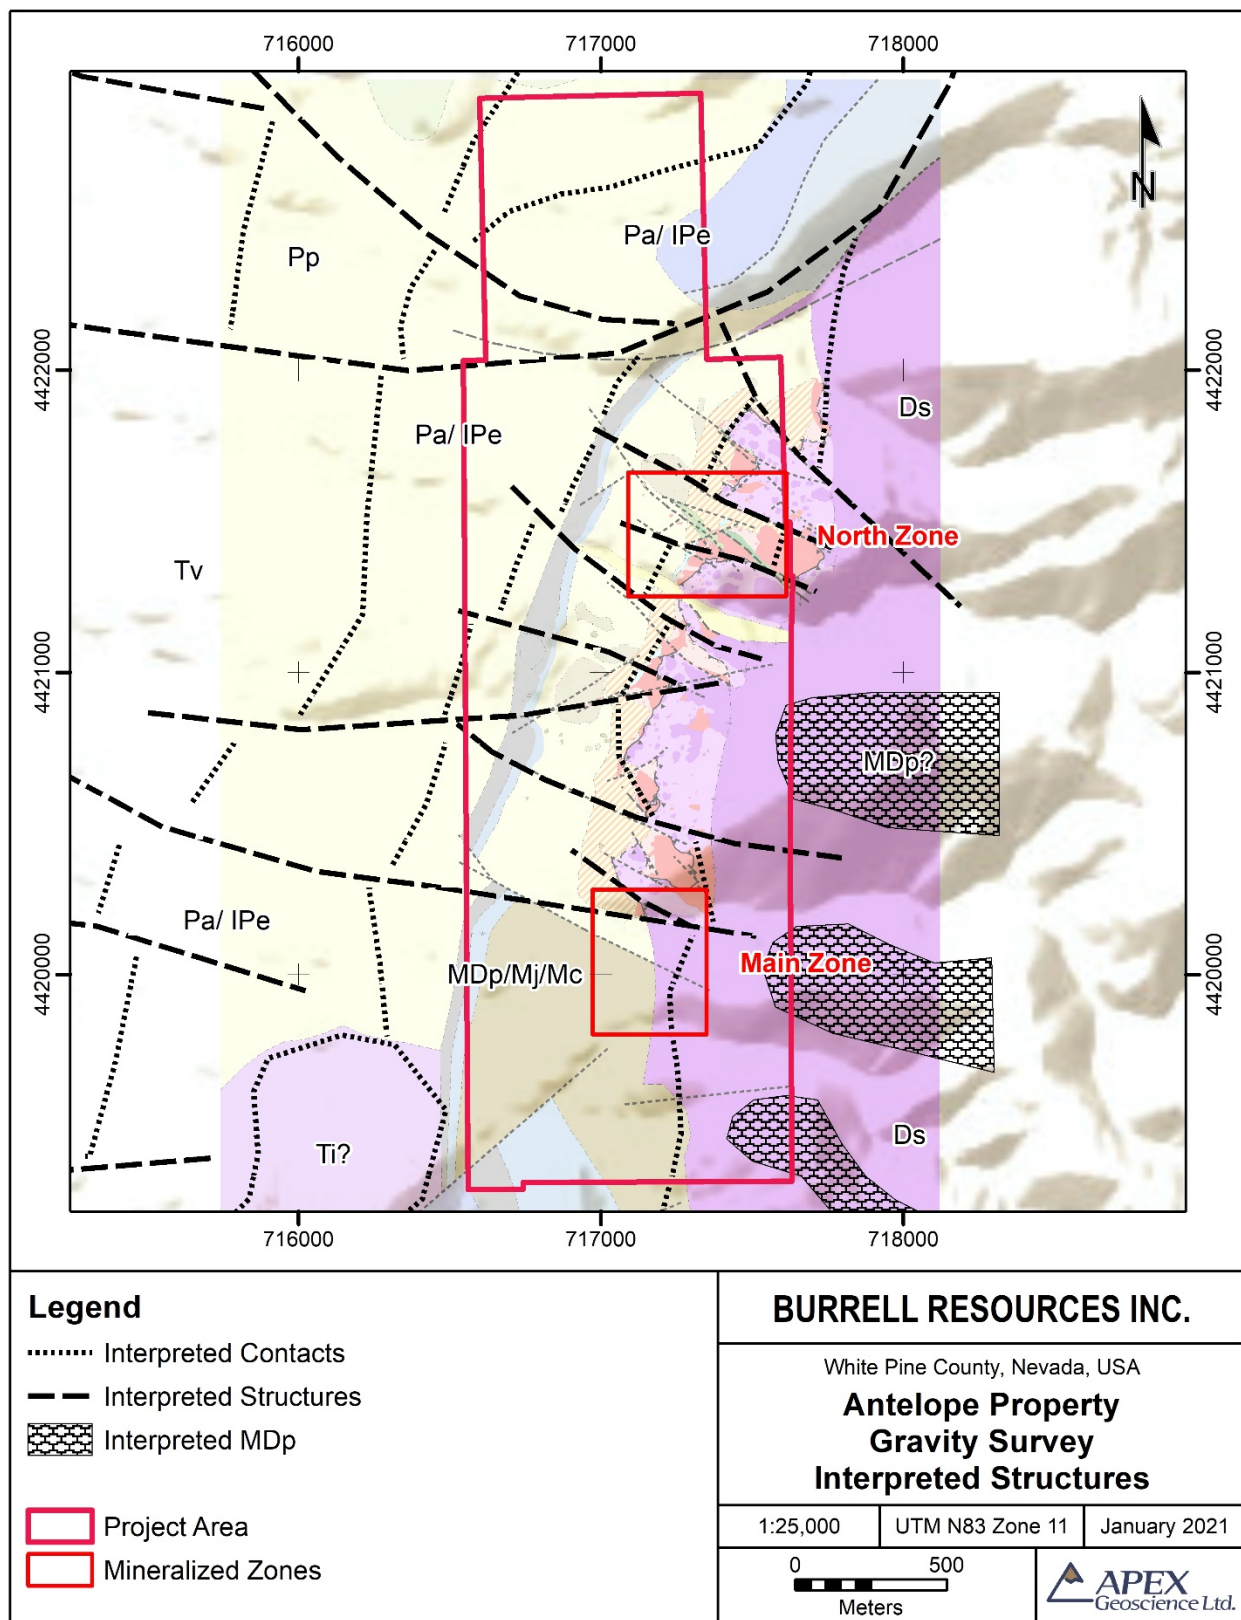 716000 717000 718000
Pa/ IPe
Pp
4422000 4422000
Ds
Pa/ IPe
North Zone
Tv
4421000 4421000
MDp?
Pa/ IPe
4420000 MDp/Mj/Mc Main Zone 4420000
Ds
Ti?
716000 717000 718000
N
Legend
Interpreted Contacts
Interpreted Structures
Interpreted MDp
Project Area
Mineralized Zones
BURRELL RESOURCES INC.
White Pine County, Nevada, USA
Antelope Property
Gravity Survey
Interpreted Structures
1:25,000 UTM N83 Zone 11 January 2021
0 500
Meters
APEX
Geoscience Ltd.